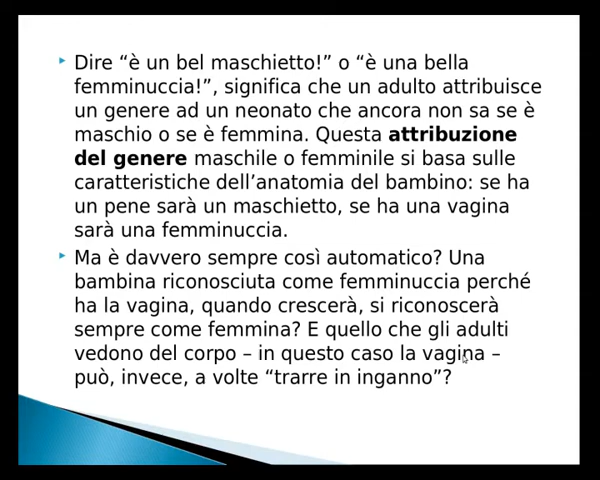 Dire “è un bel maschietto!” o “è una bella
femminuccia!”, significa che un adulto attribuisce
un genere ad un neonato che ancora non sa se è
maschio o se è femmina. Questa attribuzione
del genere maschile o femminile si basa sulle
caratteristiche dell’anatomia del bambino: se ha
un pene sarà un maschietto, se ha una vagina
sarà una femminuccia.
Ma è davvero sempre così automatico? Una
bambina riconosciuta come femminuccia perché
ha la vagina, quando crescerà, si riconoscerà
sempre come femmina? E quello che gli adulti
vedono del corpo – in questo caso la vagina –
può, invece, a volte “trarre in inganno”?